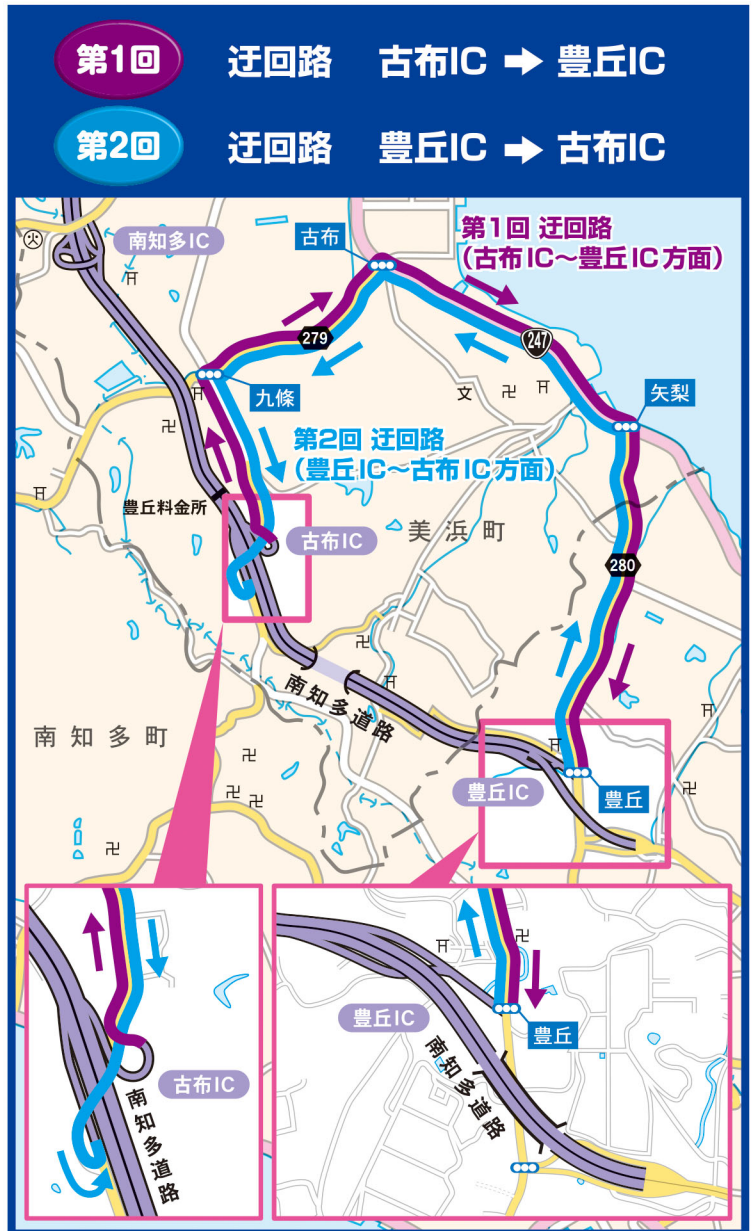 第1回 迂回路 古布IC ➡ 豊丘IC
第2回 迂回路 豊丘IC ➡ 古布IC
南知多IC
古布
第1回 迂回路
(古布IC～豊丘IC方面)
279
247
九條
文
矢梨
第2回 迂回路
(豊丘IC～古布IC方面)
豊丘料金所
古布IC
美浜町
280
南知多道路
南知多町
豊丘IC
豊丘
古布IC
南知多道路
豊丘IC
豊丘
南知多道路